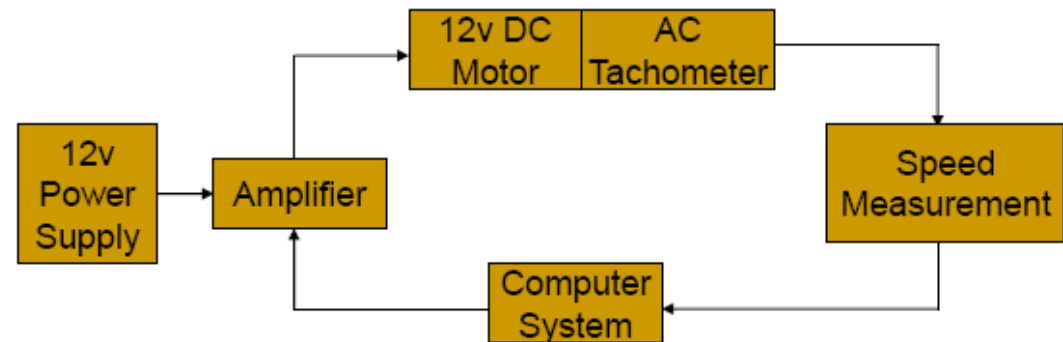 12v DC
Motor
AC
Tachometer
12v
Power
Supply
Amplifier
Speed
Measurement
Computer
System